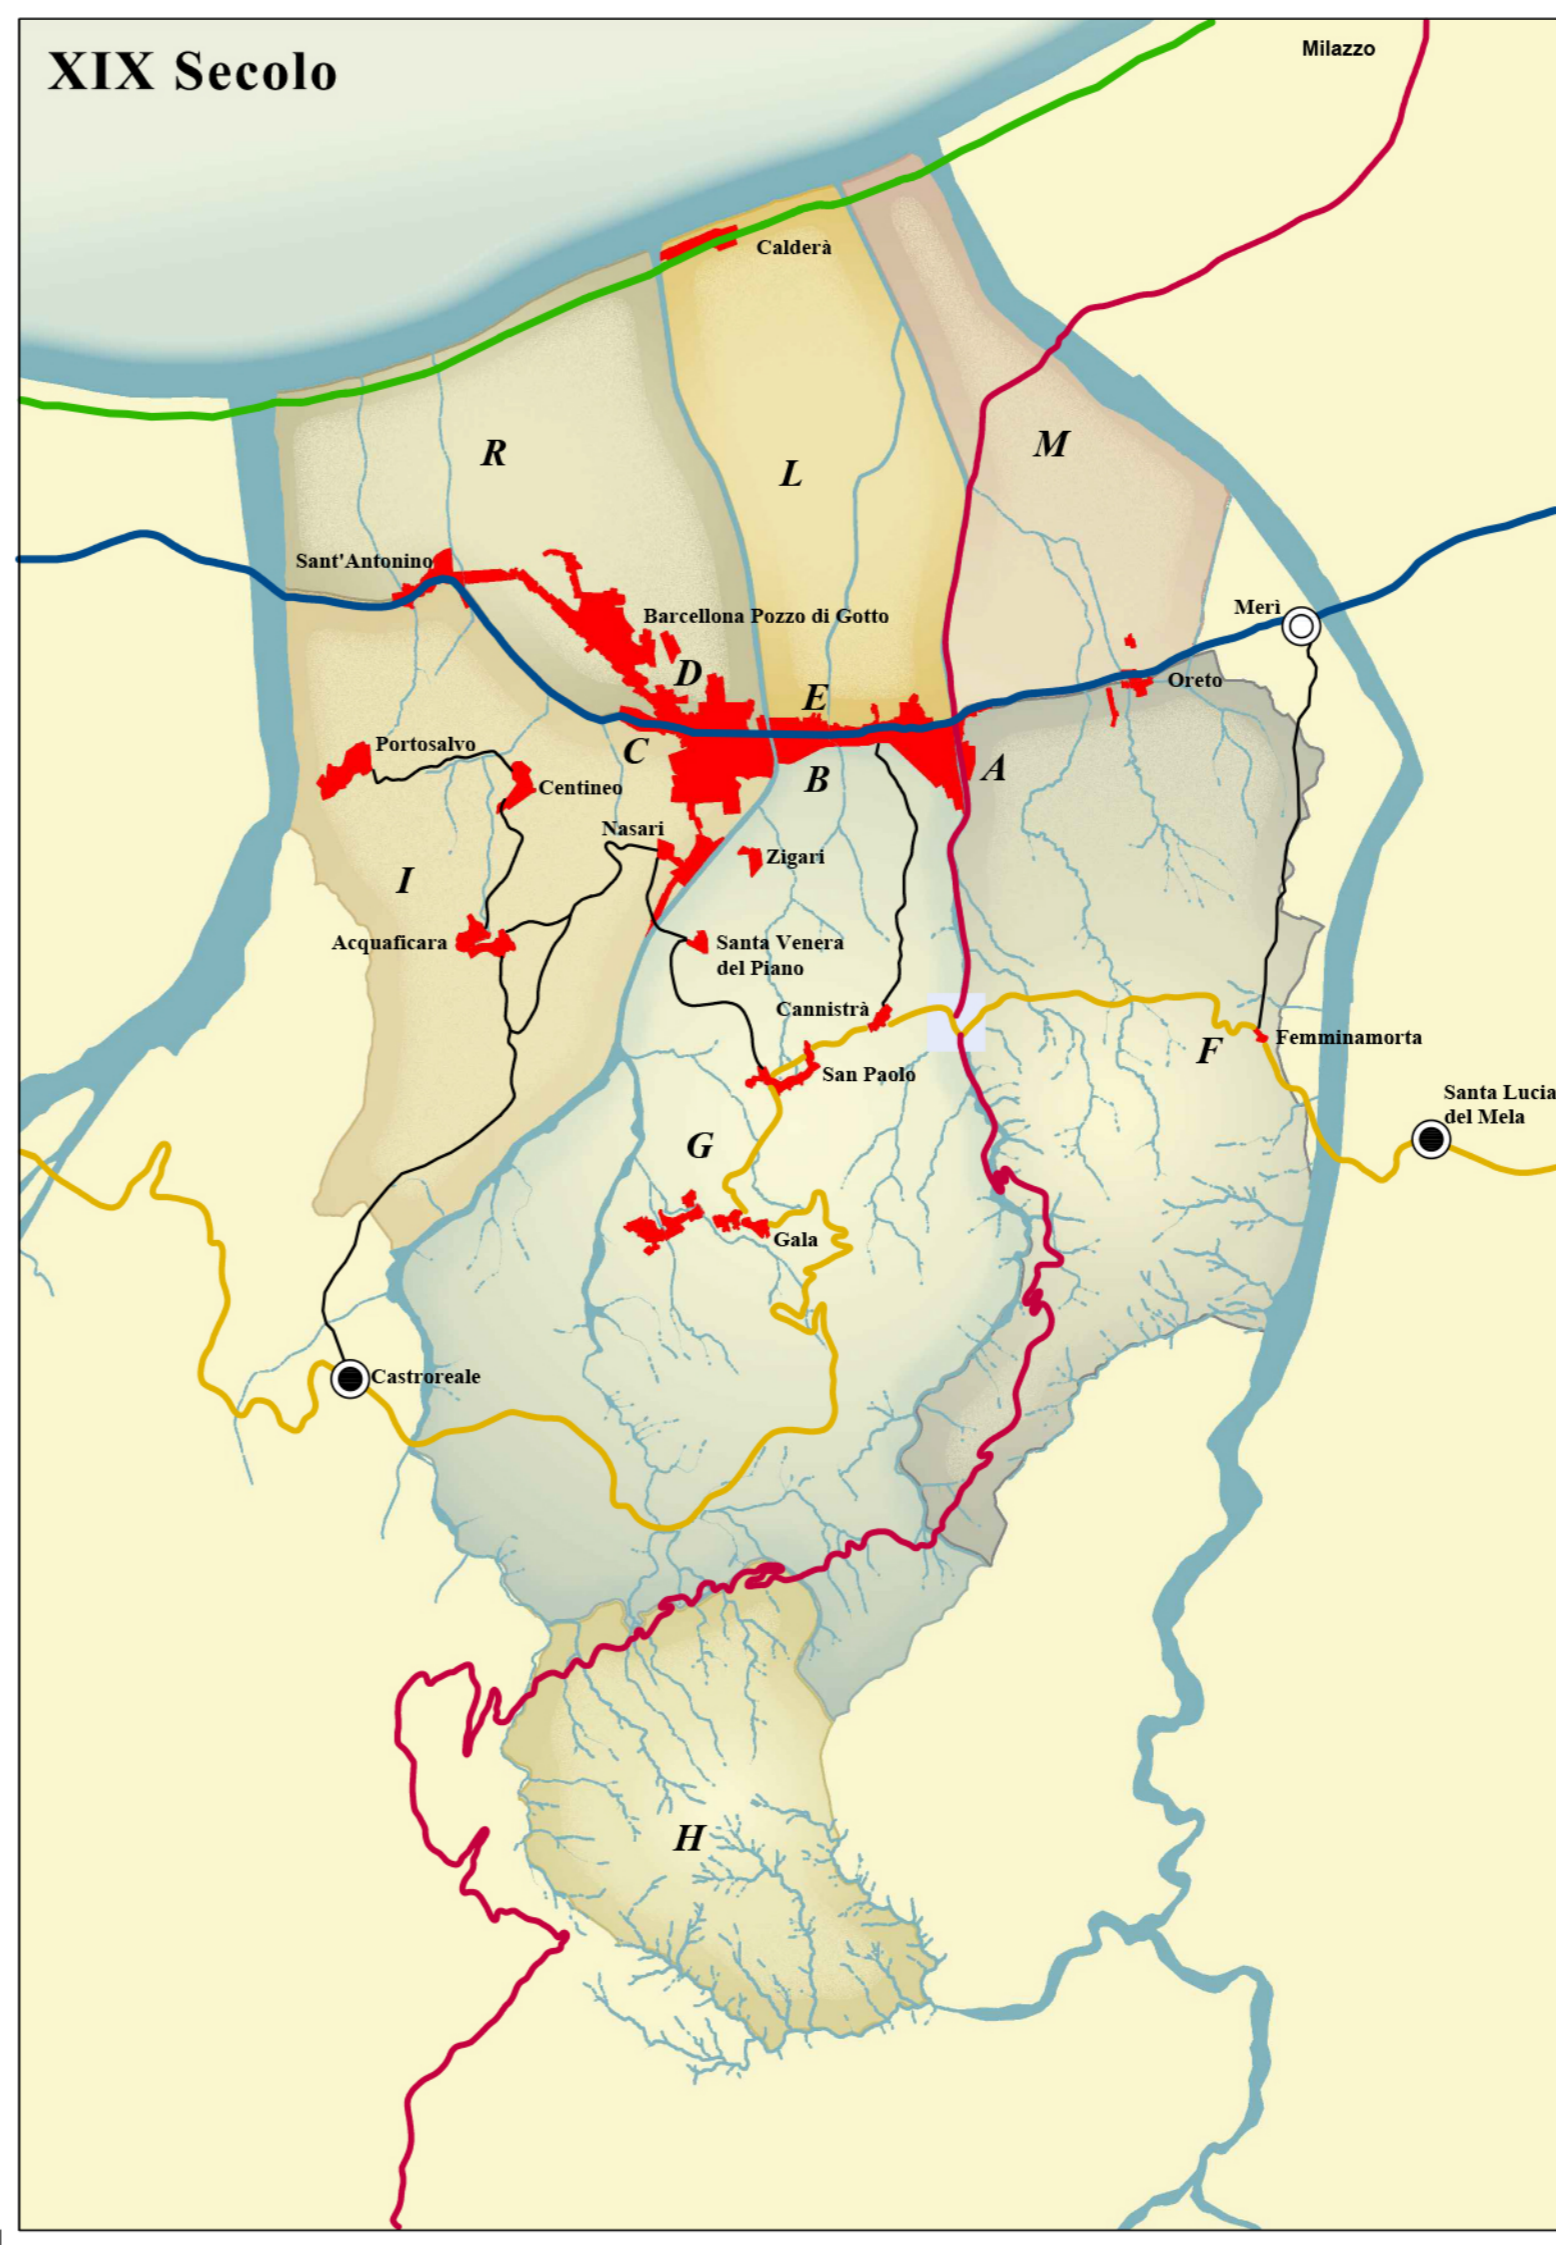 XIX Secolo
Milazzo
Calderà
R
L
M
Sant'Antonino
Barcellona Pozzo di Gotto
Merì
D
E
Oreto
Portosalvo
C
B
A
Centineo
Nasari
Zigari
I
Acquaficara
Santa Venera
del Piano
Cannistrà
F
Femminamorta
San Paolo
Santa Lucia
del Mela
G
Gala
Castroreale
H